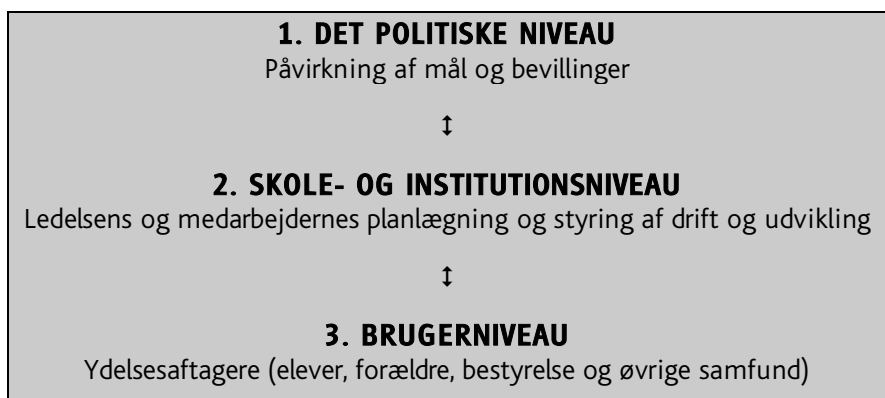 1. DET POLITISKE NIVEAU
Påvirkning af mål og bevillinger
↕
2. SKOLE- OG INSTITUTIONSNIVEAU
Ledelsens og medarbejdernes planlægning og styring af drift og udvikling
↕
3. BRUGERNIVEAU
Ydelsesaftagere (elever, forældre, bestyrelse og øvrige samfund)